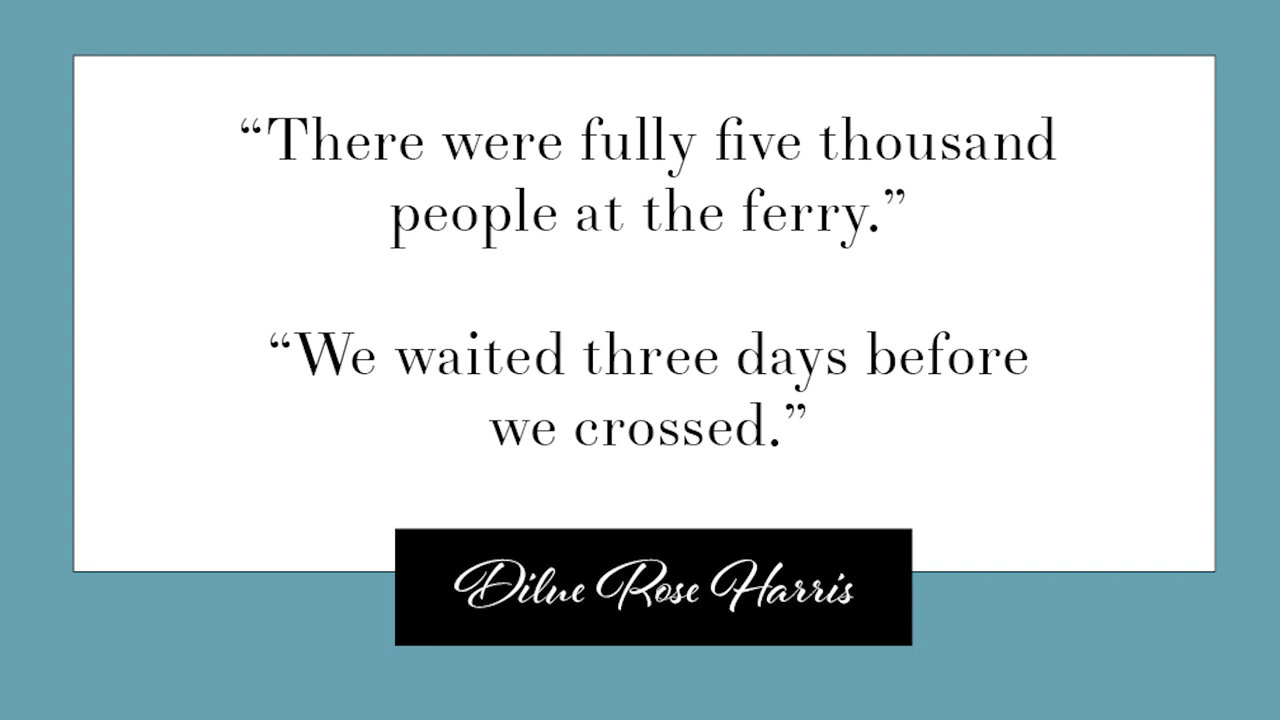 “There were fully five thousand
people at the ferry.”
“We waited three days before
we crossed.”
Dilue Rose Harris